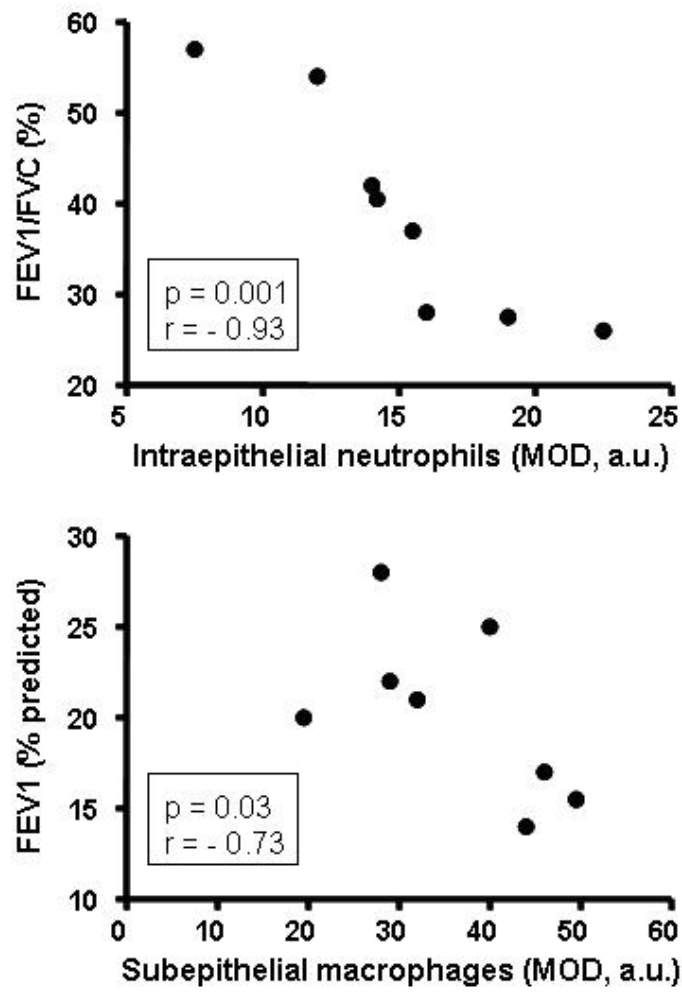 60
50
40
30
20
FEV1/FVC (%)
p = 0.001
r = - 0.93
5 10 15 20 25
Intraepithelial neutrophils (MOD, a.u.)
30
25
20
15
10
FEV1 (% predicted)
p = 0.03
r = - 0.73
0 10 20 30 40 50 60
Subepithelial macrophages (MOD, a.u.)